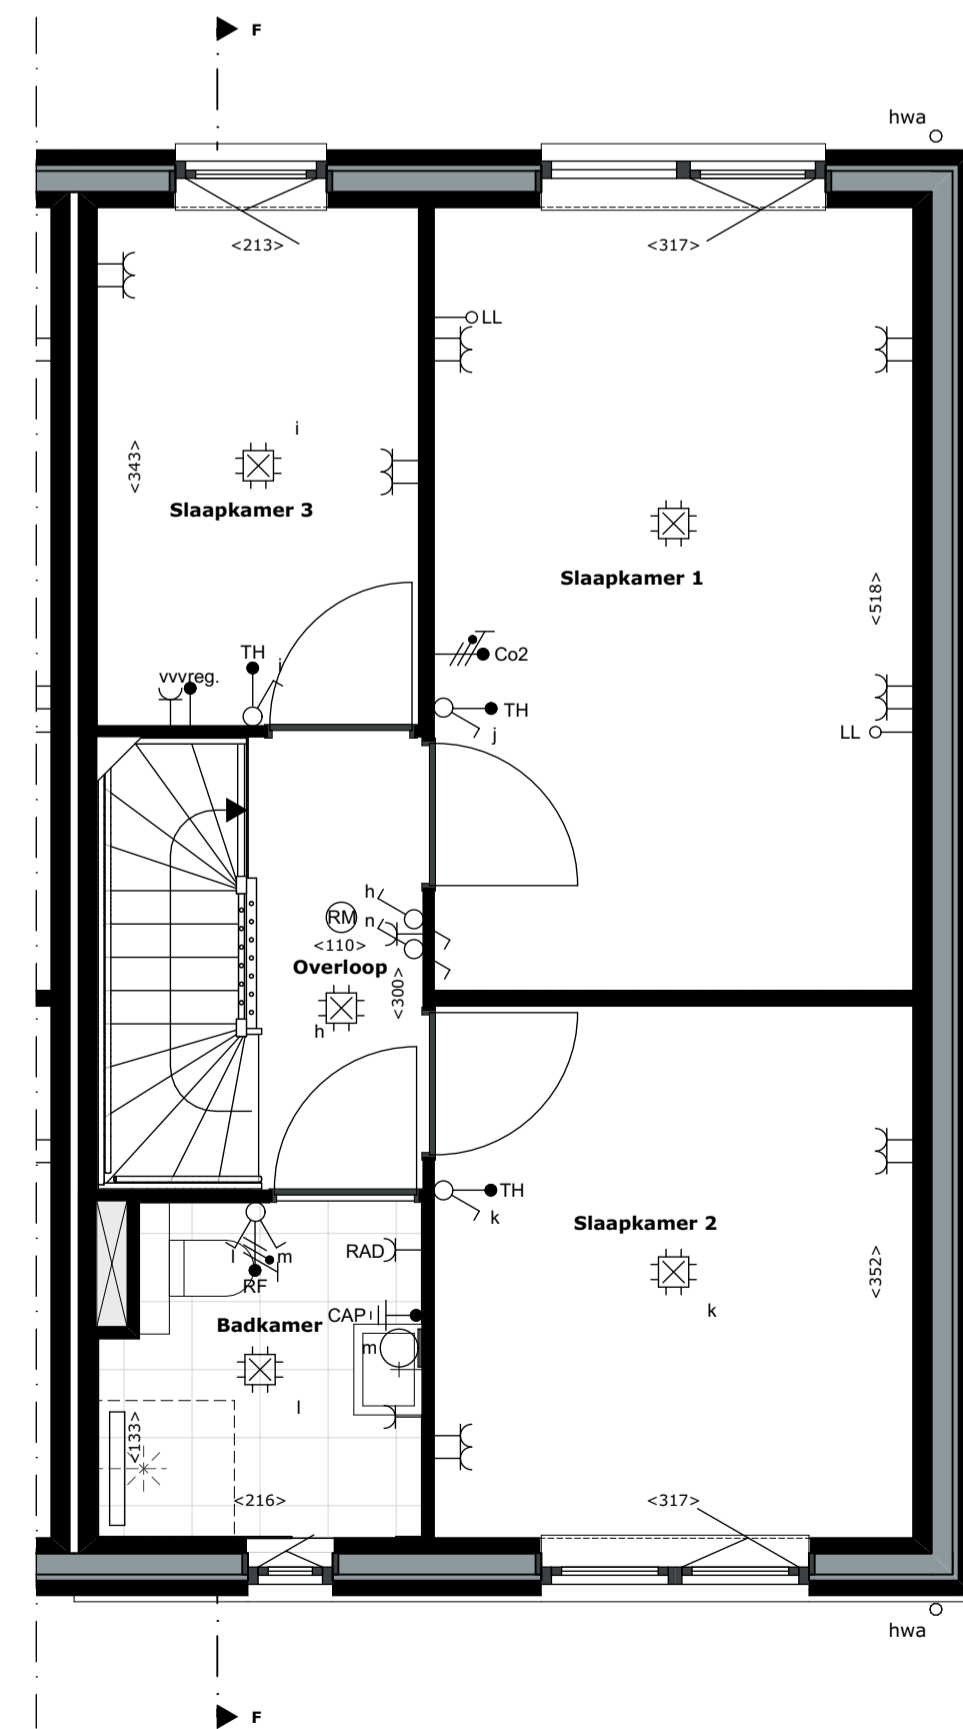 F
hwa
<213>
<317>
LL
i
<343>
Slaapkamer 3
Slaapkamer 1
<518>
TH
i
Co2
vvvreg.
TH
j
LL
h
RM
n
<110>
Overloop
<300>
h
TH
k
Slaapkamer 2
l
m
RAD
RF
<352>
k
CAP
Badkamer
m
l
<133>
<216>
<317>
hwa
F